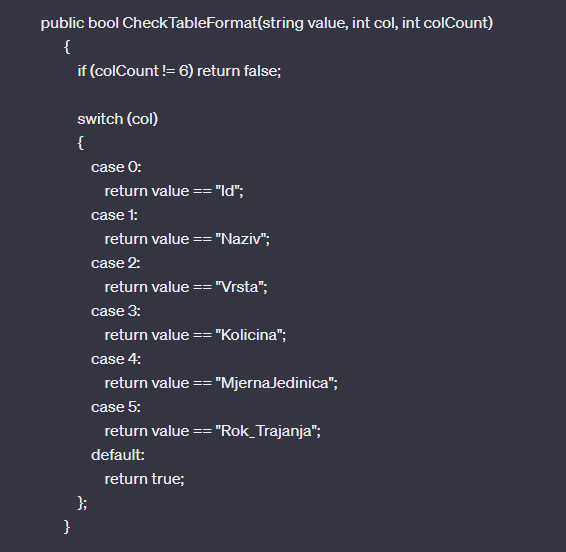 public bool CheckTableFormat(string value, int col, int colCount)
{
if (colCount != 6) return false;
switch (col)
{
case 0:
return value == "Id";
case 1:
return value == "Naziv";
case 2:
return value == "Vrsta";
case 3:
return value == "Kolicina";
case 4:
return value == "MjernaJedinica";
case 5:
return value == "Rok_Trajanja";
default:
return true;
};
}